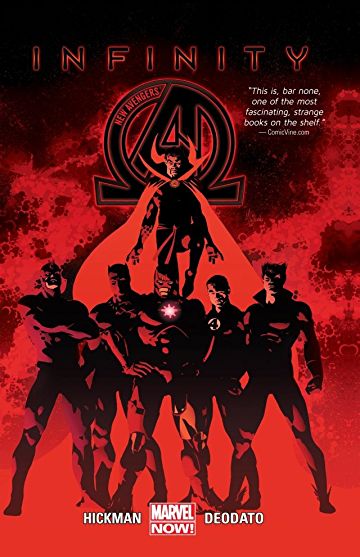 INFINITY
NEW AVENGERS
"This is, bar none,
one of the most
fascinating, strange
books on the shelf."
— ComicVine.com
4
HICKMAN
MARVEL
NOW!
DEODATO